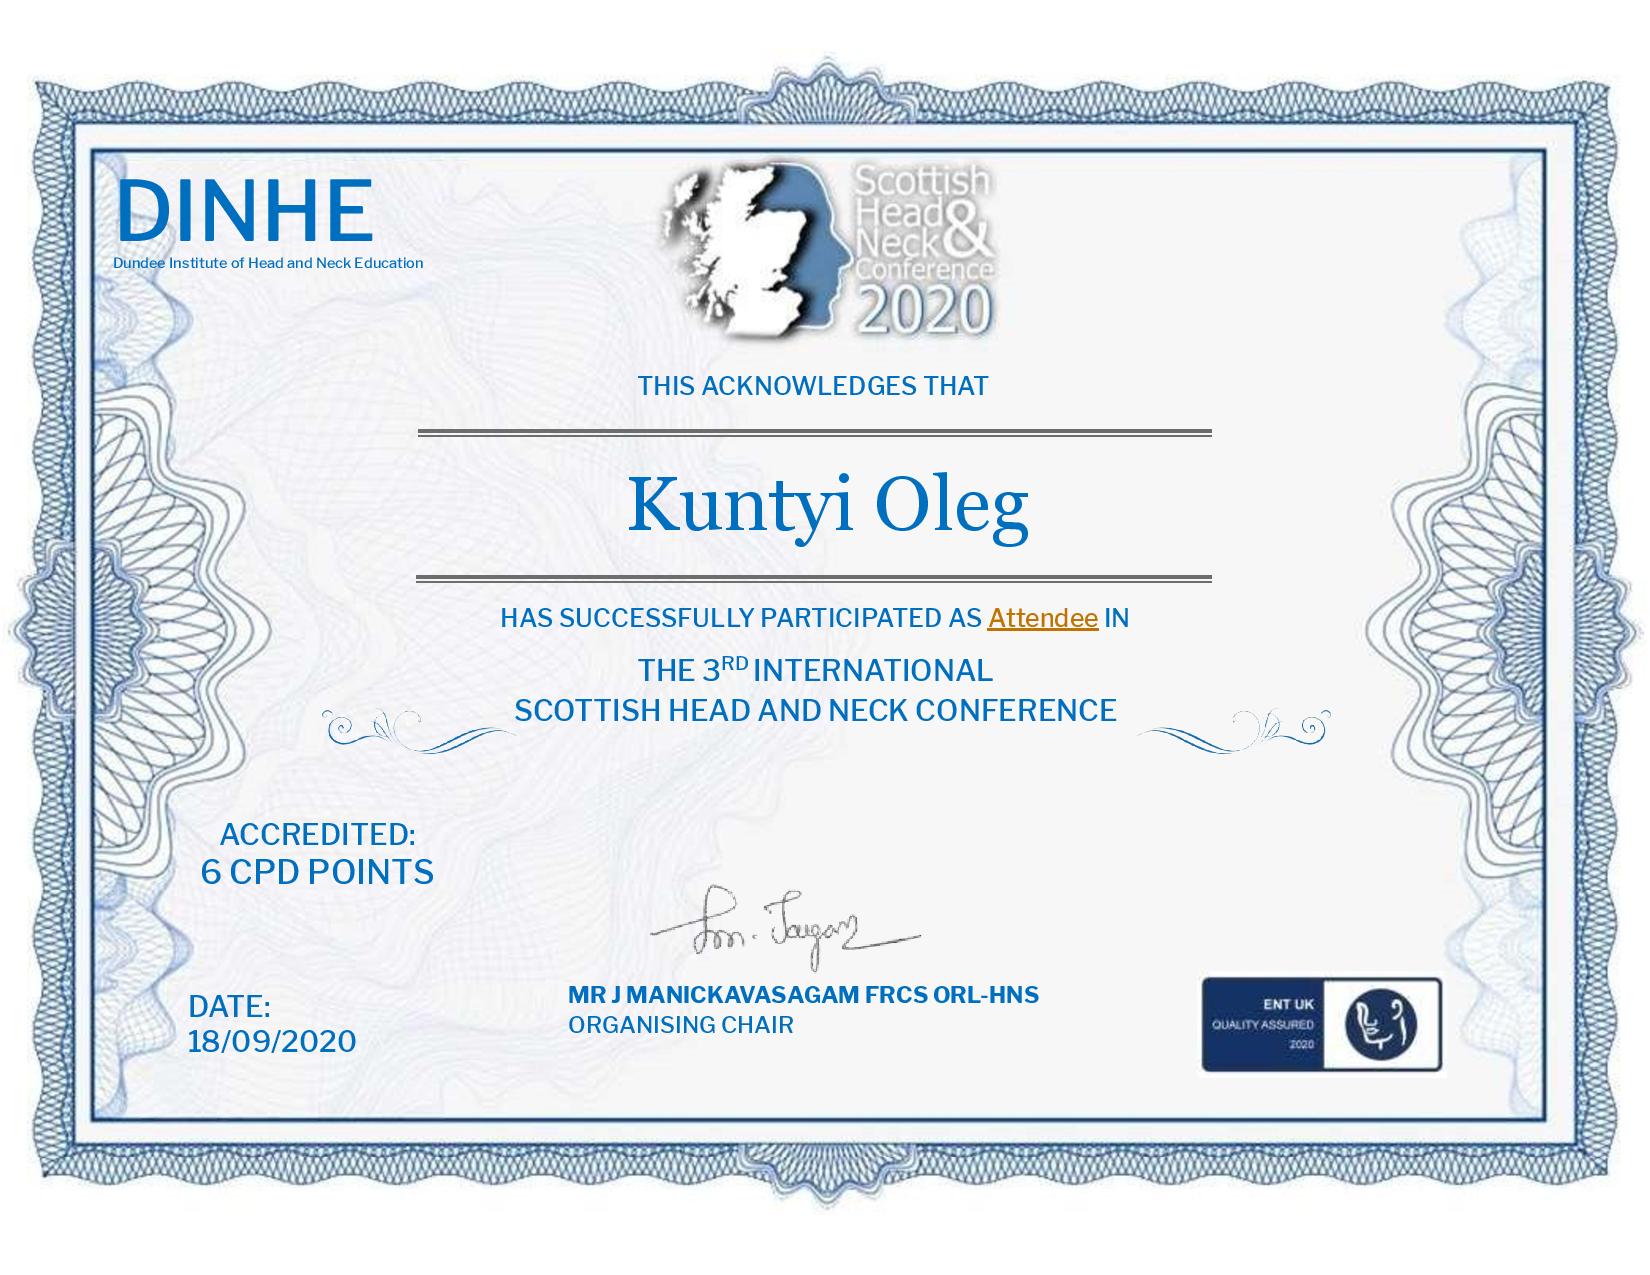 DINHE
Dundee Institute of Head and Neck Education
Scottish
Head &
Neck
Conference
2020
THIS ACKNOWLEDGES THAT
Kuntyi Oleg
HAS SUCCESSFULLY PARTICIPATED AS Attendee IN
THE 3RD INTERNATIONAL
SCOTTISH HEAD AND NECK CONFERENCE
ACCREDITED:
6 CPD POINTS
DATE:
18/09/2020
MR J MANICKAVASAGAM FRCS ORL-HNS
ORGANISING CHAIR
ENT UK
QUALITY ASSURED
2020